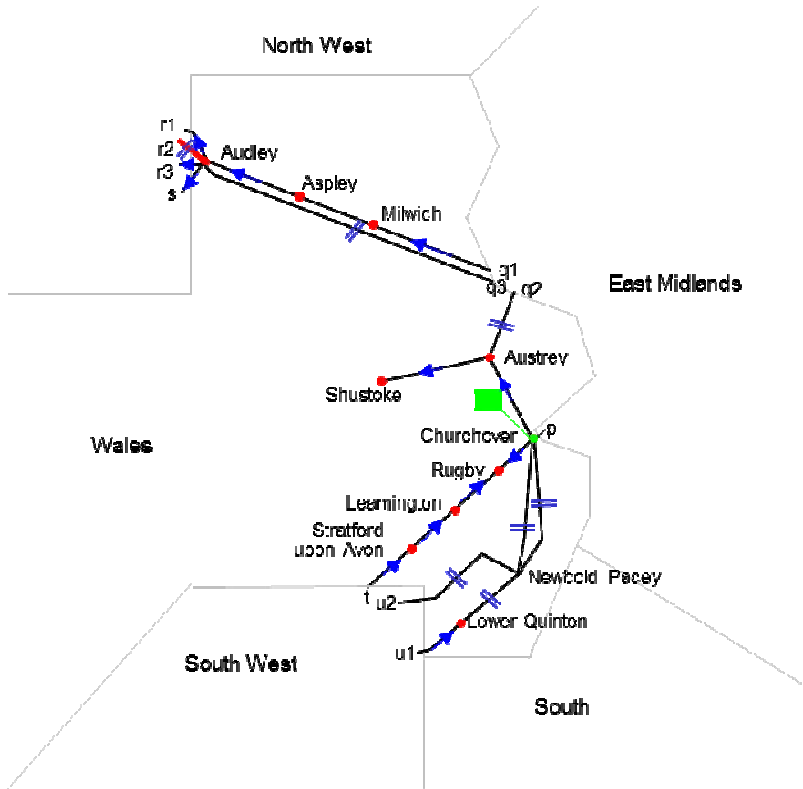 North West
r1
r2
Audley
r3
Aspley
s
Milwich
q1
q3 q2
East Midlands
Austrey
Shustoke
Churchover
p
Wales
Rugby
Leamington
Stratford
upon Avon
Newbold Pacey
t
u2
Lower Quinton
u1
South West
South